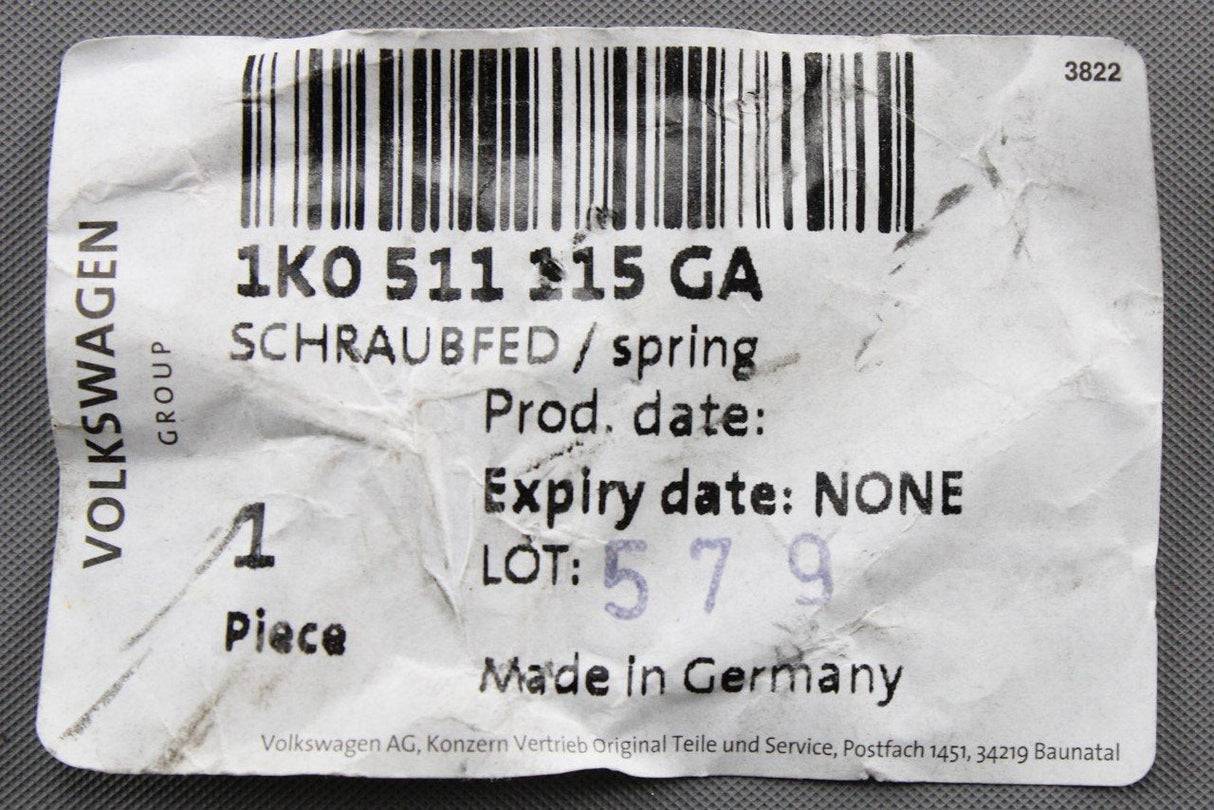 3822
1K0 511 115 GA
SCHRAUBFED / spring
Prod. date:
Expiry date: NONE
LOT: 579
1
Piece
Made in Germany
VOLKSWAGEN
GROUP
Volkswagen AG, Konzern Vertrieb Original Teile und Service, Postfach 1451, 34219 Baunatal